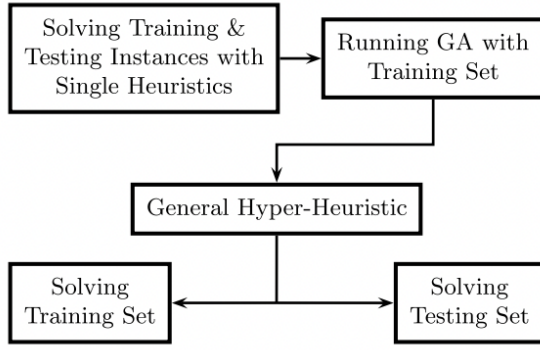 Solving Training &
Testing Instances with
Single Heuristics
Running GA with
Training Set
General Hyper-Heuristic
Solving
Training Set
Solving
Testing Set